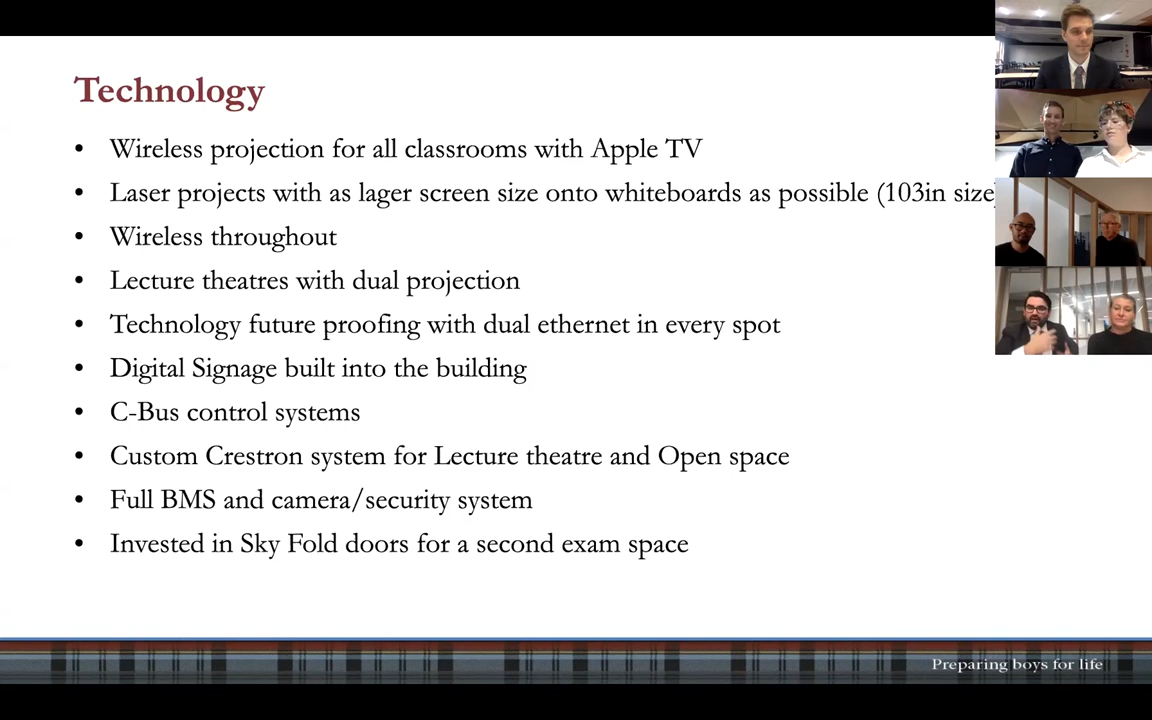 Technology
• Wireless projection for all classrooms with Apple TV
• Laser projects with as lager screen size onto whiteboards as possible (103in size
• Wireless throughout
• Lecture theatres with dual projection
• Technology future proofing with dual ethernet in every spot
• Digital Signage built into the building
• C-Bus control systems
• Custom Crestron system for Lecture theatre and Open space
• Full BMS and camera/security system
• Invested in Sky Fold doors for a second exam space
Preparing boys for life